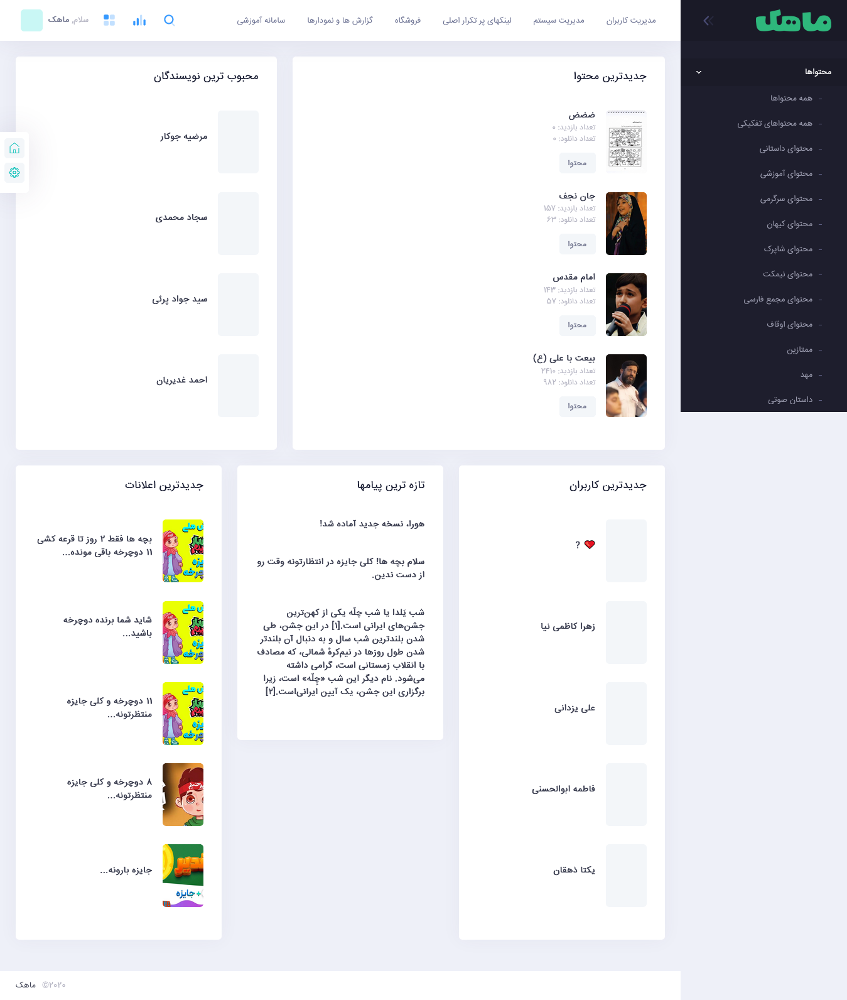 ماهک
مدیریت کاربران
مدیریت سیستم
لینکهای پر تکرار اصلی
فروشگاه
گزارش ها و نمودارها
سامانه آموزشی
سلام, ماهک
محتواها
همه محتواها
همه محتواهای تفکیکی
محتوای داستانی
محتوای آموزشی
محتوای سرگرمی
محتوای کیهان
محتوای شاپرک
محتوای نیمکت
محتوای مجمع فارسی
محتوای اوقاف
ممتازین
مهد
داستان صوتی
جدیدترین محتوا
ضضض
تعداد بازدید: ۰
تعداد دانلود: ۰
محتوا
جان نجف
تعداد بازدید: ۱۵۷
تعداد دانلود: ۶۳
محتوا
امام مقدس
تعداد بازدید: ۱۴۳
تعداد دانلود: ۵۷
محتوا
بیعت با علی (ع)
تعداد بازدید: ۲۴۱۰
تعداد دانلود: ۹۸۲
محتوا
محبوب ترین نویسندگان
مرضیه جوکار
سجاد محمدی
سید جواد پرئی
احمد غدیریان
جدیدترین کاربران
❤ ?
زهرا کاظمی نیا
علی یزدانی
فاطمه ابوالحسنی
یکتا ذهقان
تازه ترین پیامها
هورا، نسخه جدید آماده شد!
سلام بچه ها! کلی جایزه در انتظارتونه وقت رو
از دست ندین.
شب یَلدا یا شب چلّه یکی از کهن‌ترین
جشن‌های ایرانی است.[۱] در این جشن، طی
شدن بلندترین شب سال و به دنبال آن بلندتر
شدن طول روزها در نیم‌کرهٔ شمالی، که مصادف
با انقلاب زمستانی است، گرامی داشته
می‌شود. نام دیگر این شب «چِلّه» است، زیرا
برگزاری این جشن، یک آیین ایرانی‌است.[۲]
جدیدترین اعلانات
بچه ها فقط ۲ روز تا قرعه کشی
۱۱ دوچرخه باقی مونده...
شاید شما برنده دوچرخه
باشید...
۱۱ دوچرخه و کلی جایزه
منتظرتونه...
۸ دوچرخه و کلی جایزه
منتظرتونه...
جایزه بارونه...
+ جایزه
۲۰۲۰© ماهک